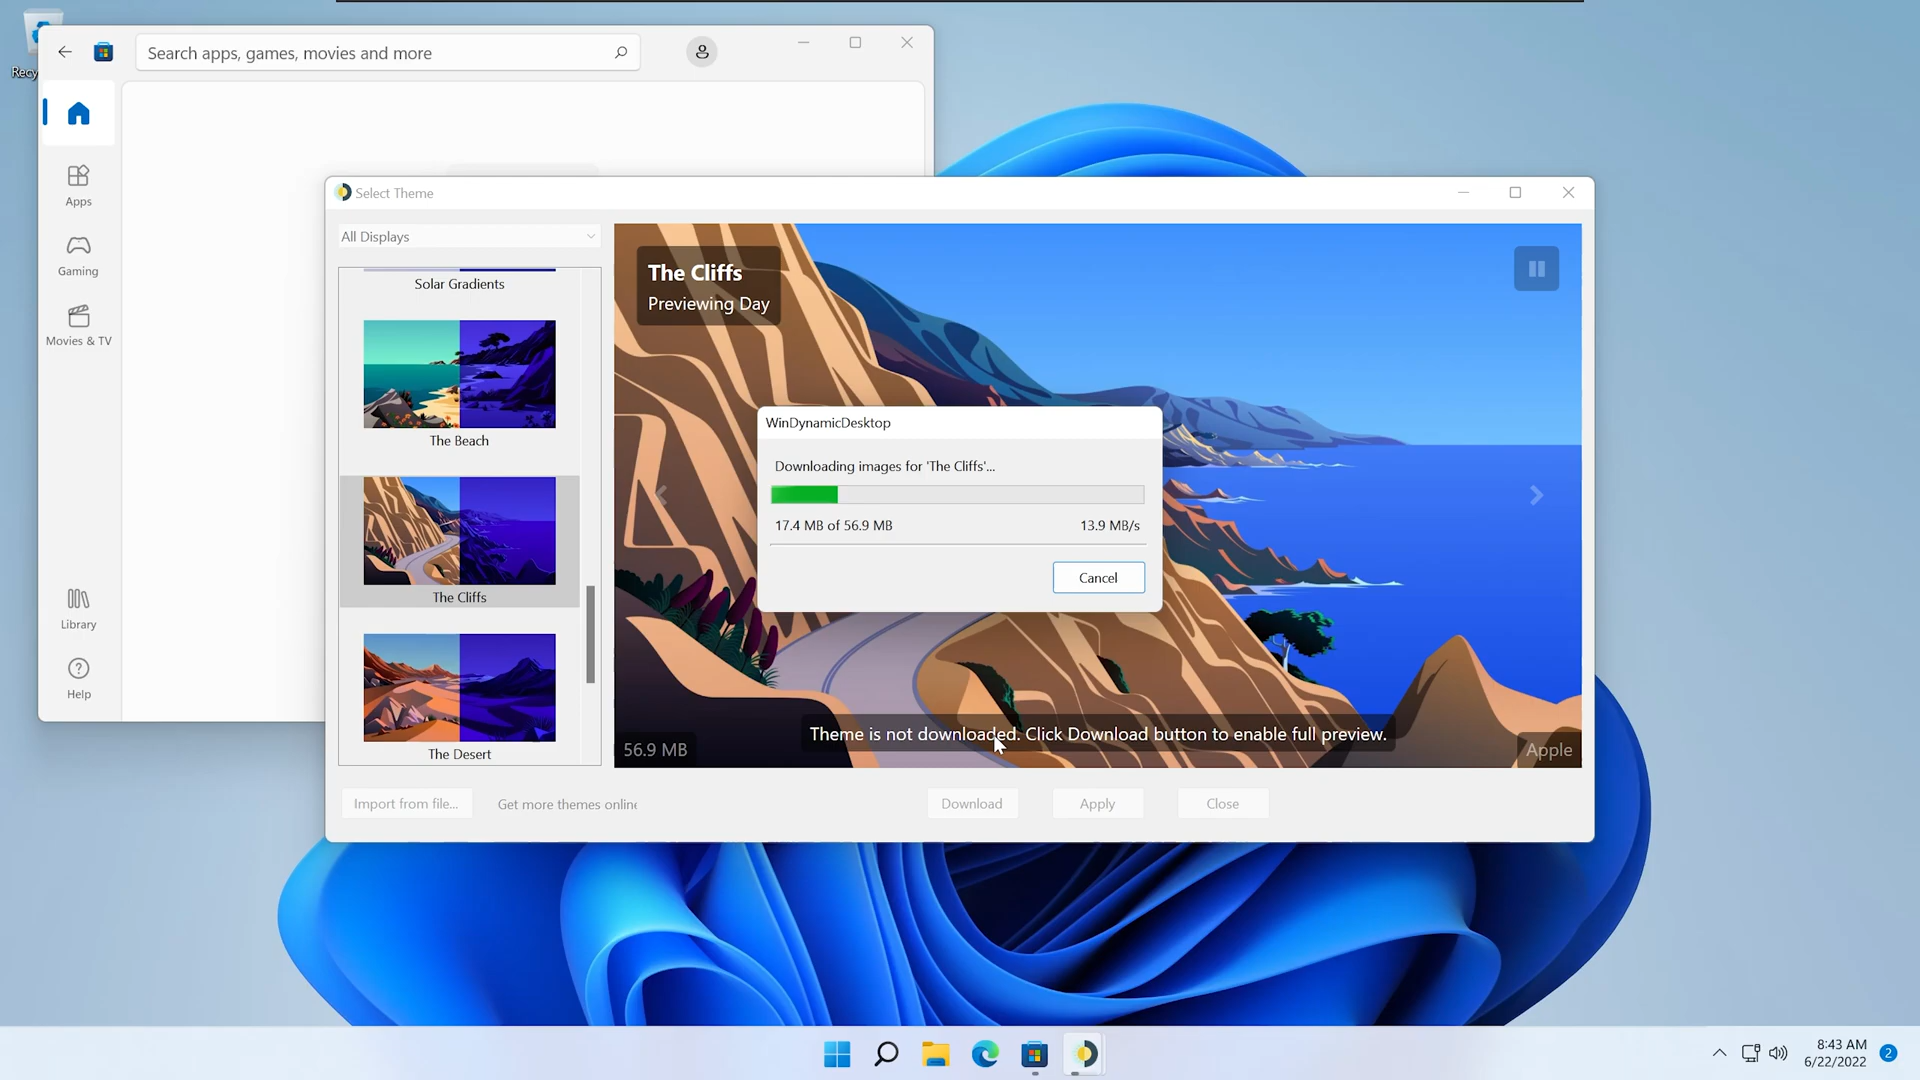 Recy
Search apps, games, movies and more
Apps
Gaming
Movies & TV
Library
Help
Select Theme
All Displays
Solar Gradients
The Beach
The Cliffs
The Desert
The Cliffs
Previewing Day
WinDynamicDesktop
Downloading images for 'The Cliffs'...
17.4 MB of 56.9 MB
13.9 MB/s
Cancel
Theme is not downloaded. Click Download button to enable full preview.
56.9 MB
Apple
Import from file...
Get more themes online
Download
Apply
Close
8:43 AM
6/22/2022
2